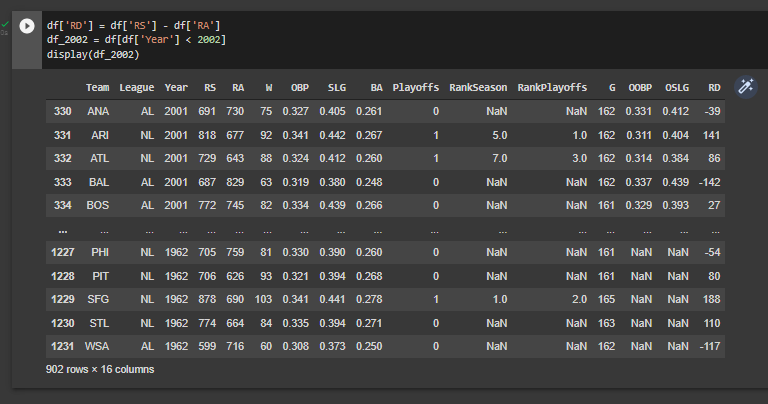 df['RD'] = df['RS'] - df['RA']
df_2002 = df[df['Year'] < 2002]
display(df_2002)
Team League Year RS RA W OBP SLG BA Playoffs RankSeason RankPlayoffs G OOBP OSLG RD
330 ANA AL 2001 691 730 75 0.327 0.405 0.261 0 NaN NaN 162 0.331 0.412 -39
331 ARI NL 2001 818 677 92 0.341 0.442 0.267 1 5.0 1.0 162 0.311 0.404 141
332 ATL NL 2001 729 643 88 0.324 0.412 0.260 1 7.0 3.0 162 0.314 0.384 86
333 BAL AL 2001 687 829 63 0.319 0.380 0.248 0 NaN NaN 162 0.337 0.439 -142
334 BOS AL 2001 772 745 82 0.334 0.439 0.266 0 NaN NaN 161 0.329 0.393 27
... ... ... ... ... ... ... ... ... ... ... ... ... ... ... ... ...
1227 PHI NL 1962 705 759 81 0.330 0.390 0.260 0 NaN NaN 161 NaN NaN -54
1228 PIT NL 1962 706 626 93 0.321 0.394 0.268 0 NaN NaN 161 NaN NaN 80
1229 SFG NL 1962 878 690 103 0.341 0.441 0.278 1 1.0 2.0 165 NaN NaN 188
1230 STL NL 1962 774 664 84 0.335 0.394 0.271 0 NaN NaN 163 NaN NaN 110
1231 WSA AL 1962 599 716 60 0.308 0.373 0.250 0 NaN NaN 162 NaN NaN -117
902 rows × 16 columns